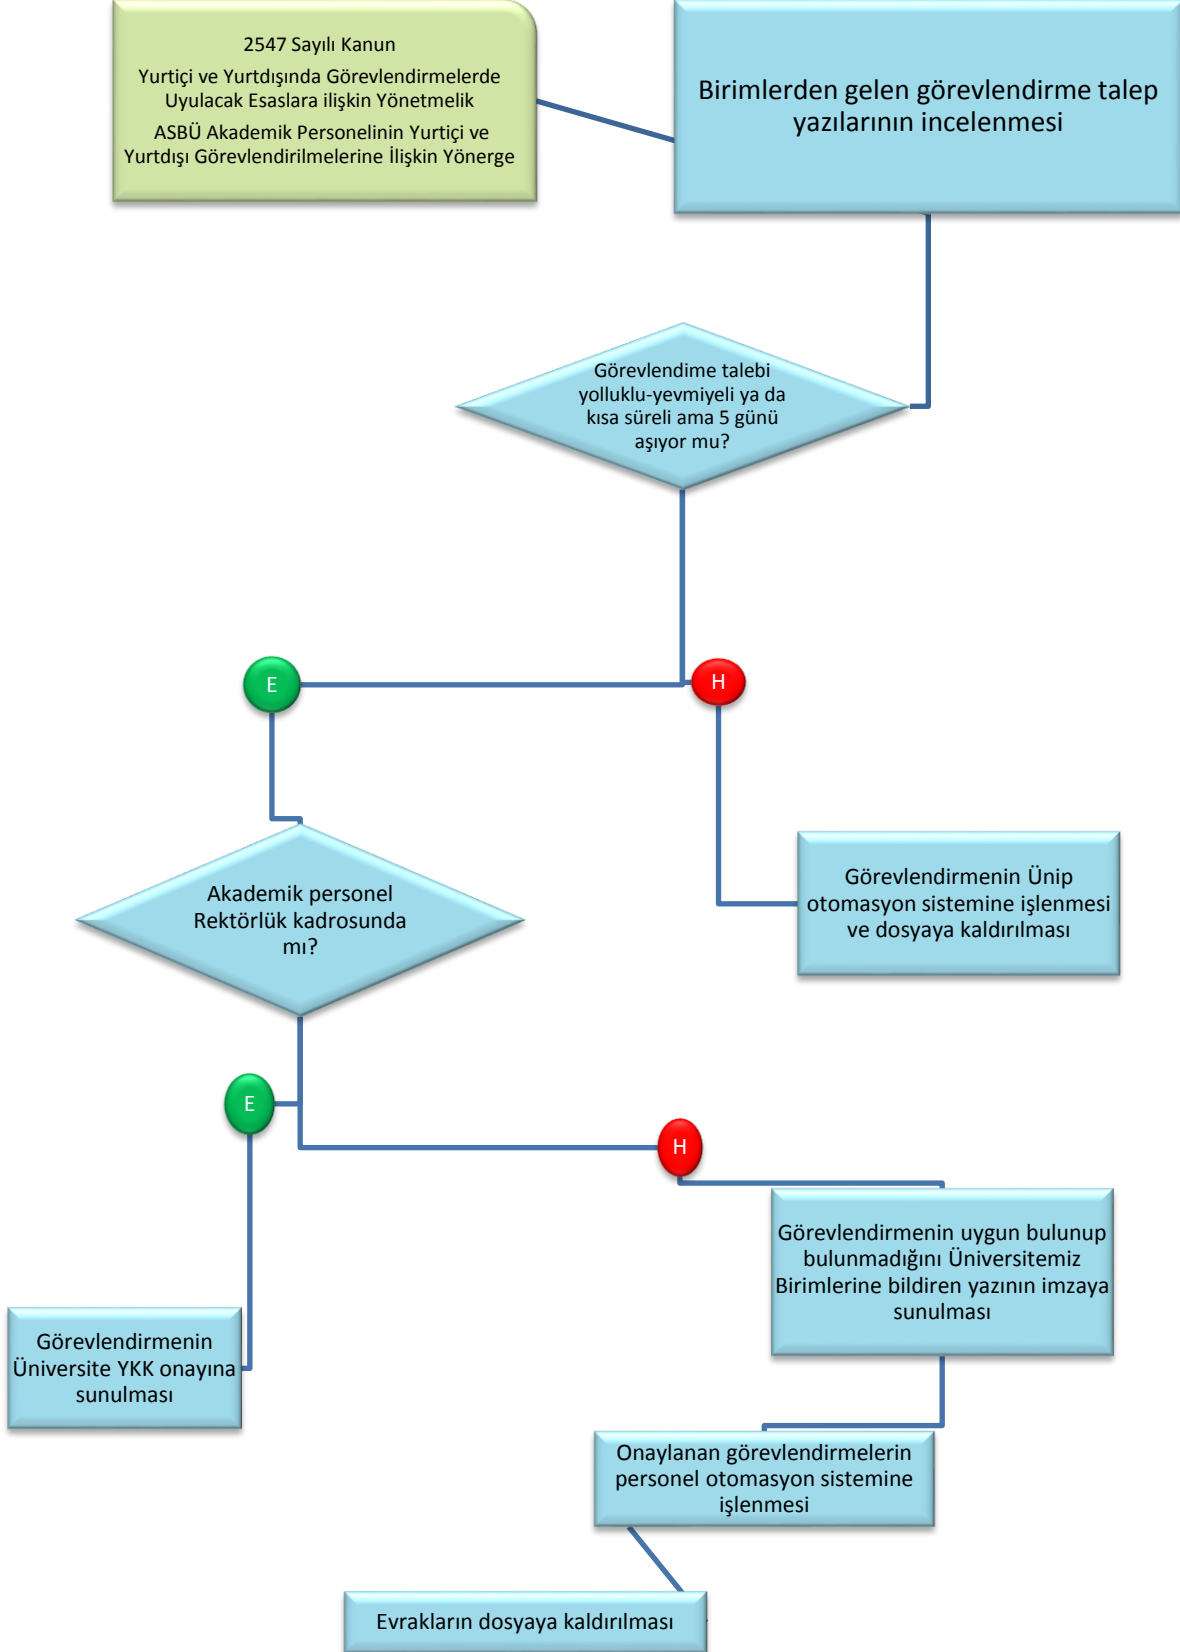 2547 Sayılı Kanun
Yurtiçi ve Yurtdışında Görevlendirmelerde
Uyulacak Esaslara ilişkin Yönetmelik
ASBÜ Akademik Personelinin Yurtiçi ve
Yurtdışı Görevlendirilmelerine İlişkin Yönerge
Birimlerden gelen görevlendirme talep
yazılarının incelenmesi
Görevlendime talebi
yolluklu-yevmiyeli ya da
kısa süreli ama 5 günü
aşıyor mu?
E
H
Akademik personel
Rektörlük kadrosunda
mı?
Görevlendirmenin Ünip
otomasyon sistemine işlenmesi
ve dosyaya kaldırılması
E
H
Görevlendirmenin uygun bulunup
bulunmadığını Üniversitemiz
Birimlerine bildiren yazının imzaya
sunulması
Görevlendirmenin
Üniversite YKK onayına
sunulması
Onaylanan görevlendirmelerin
personel otomasyon sistemine
işlenmesi
Evrakların dosyaya kaldırılması